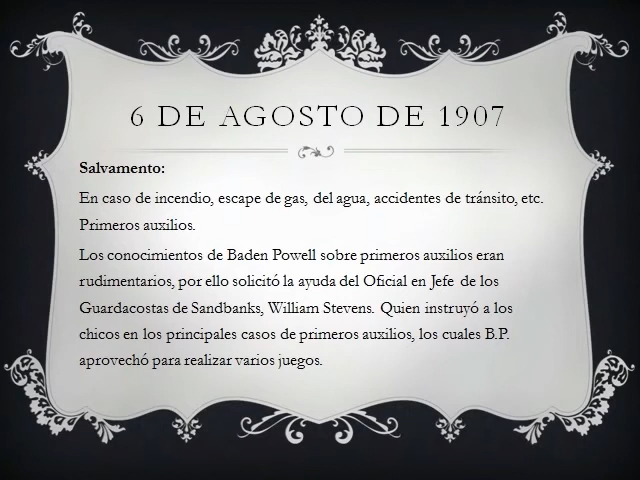 6 DE AGOSTO DE 1907
Salvamento:
En caso de incendio, escape de gas, del agua, accidentes de tránsito, etc.
Primeros auxilios.
Los conocimientos de Baden Powell sobre primeros auxilios eran
rudimentarios, por ello solicitó la ayuda del Oficial en Jefe de los
Guardacostas de Sandbanks, William Stevens. Quien instruyó a los
chicos en los principales casos de primeros auxilios, los cuales B.P.
aprovechó para realizar varios juegos.